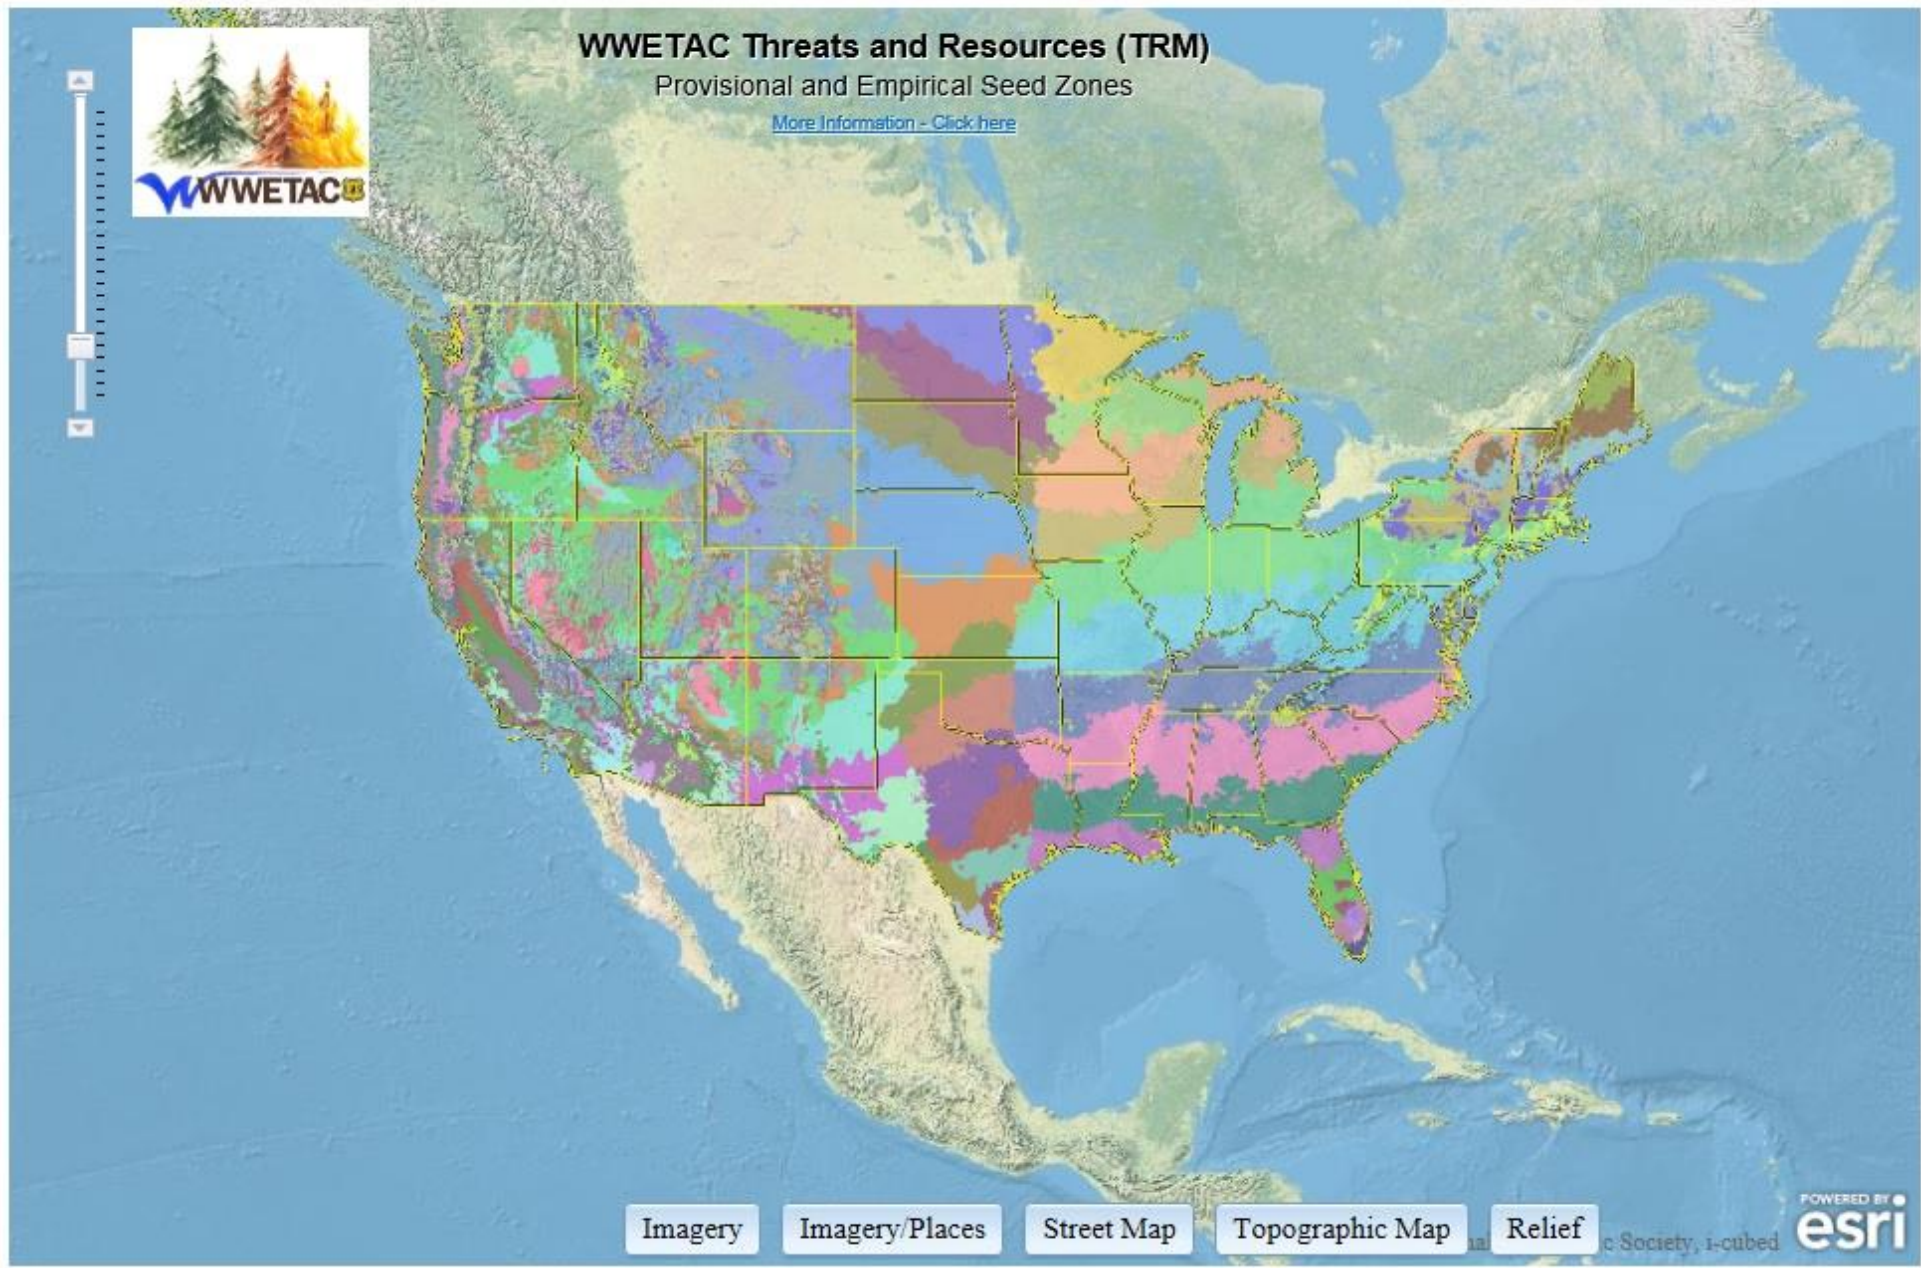 WWETAC Threats and Resources (TRM)
Provisional and Empirical Seed Zones
More Information - Click here
WWETAC
Imagery
Imagery/Places
Street Map
Topographic Map
Relief
c Society, i-cubed
POWERED BY
esri